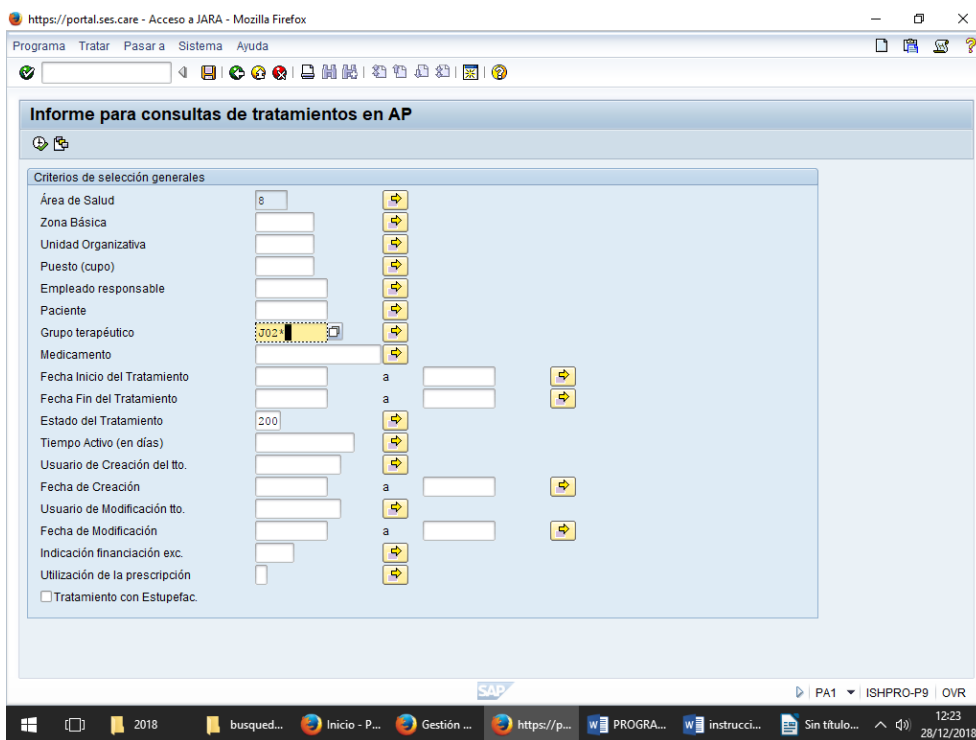 https://portal.ses.care - Acceso a JARA - Mozilla Firefox
Programa Tratar Pasar a Sistema Ayuda
Informe para consultas de tratamientos en AP
Criterios de selección generales
Área de Salud 8
Zona Básica
Unidad Organizativa
Puesto (cupo)
Empleado responsable
Paciente
Grupo terapéutico J02*
Medicamento
Fecha Inicio del Tratamiento a
Fecha Fin del Tratamiento a
Estado del Tratamiento 200
Tiempo Activo (en días)
Usuario de Creación del tto.
Fecha de Creación a
Usuario de Modificación tto.
Fecha de Modificación a
Indicación financiación exc.
Utilización de la prescripción
Tratamiento con Estupefac.
SAP
PA1 ISHPRO-P9 OVR
2018 busqued... Inicio - P... Gestión ... https://p... PROGRA... instrucci... Sin título... 12:23
28/12/2018